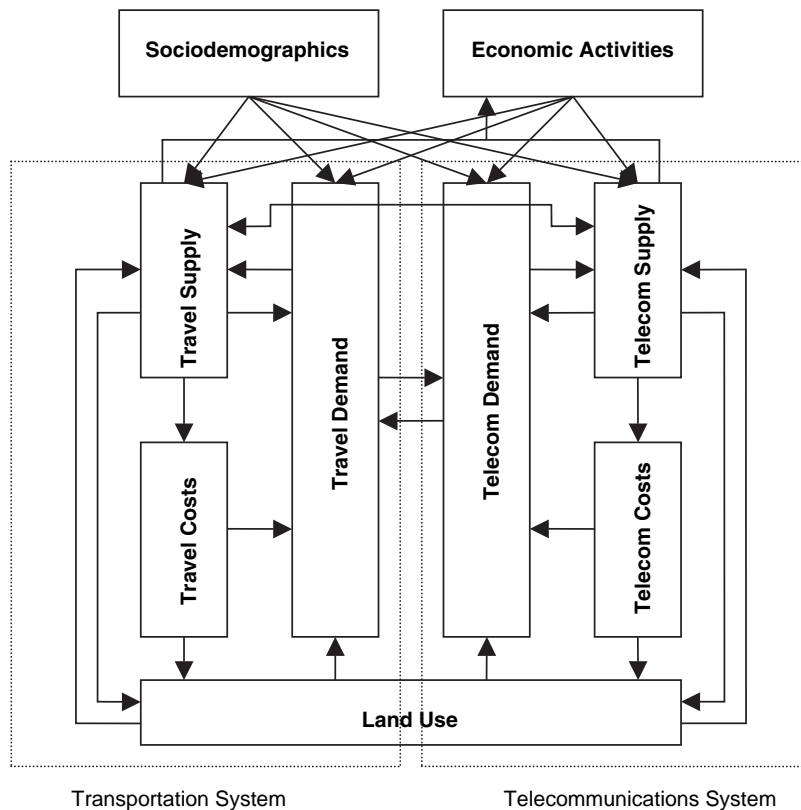 Sociodemographics
Economic Activities
Travel Supply
Travel Demand
Telecom Demand
Telecom Supply
Travel Costs
Telecom Costs
Land Use
Transportation System
Telecommunications System